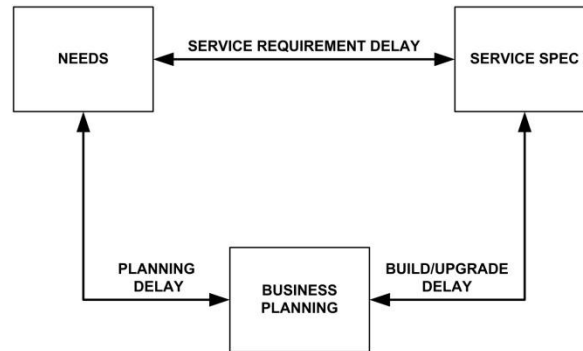 NEEDS
SERVICE REQUIREMENT DELAY
SERVICE SPEC
PLANNING
DELAY
BUSINESS
PLANNING
BUILD/UPGRADE
DELAY